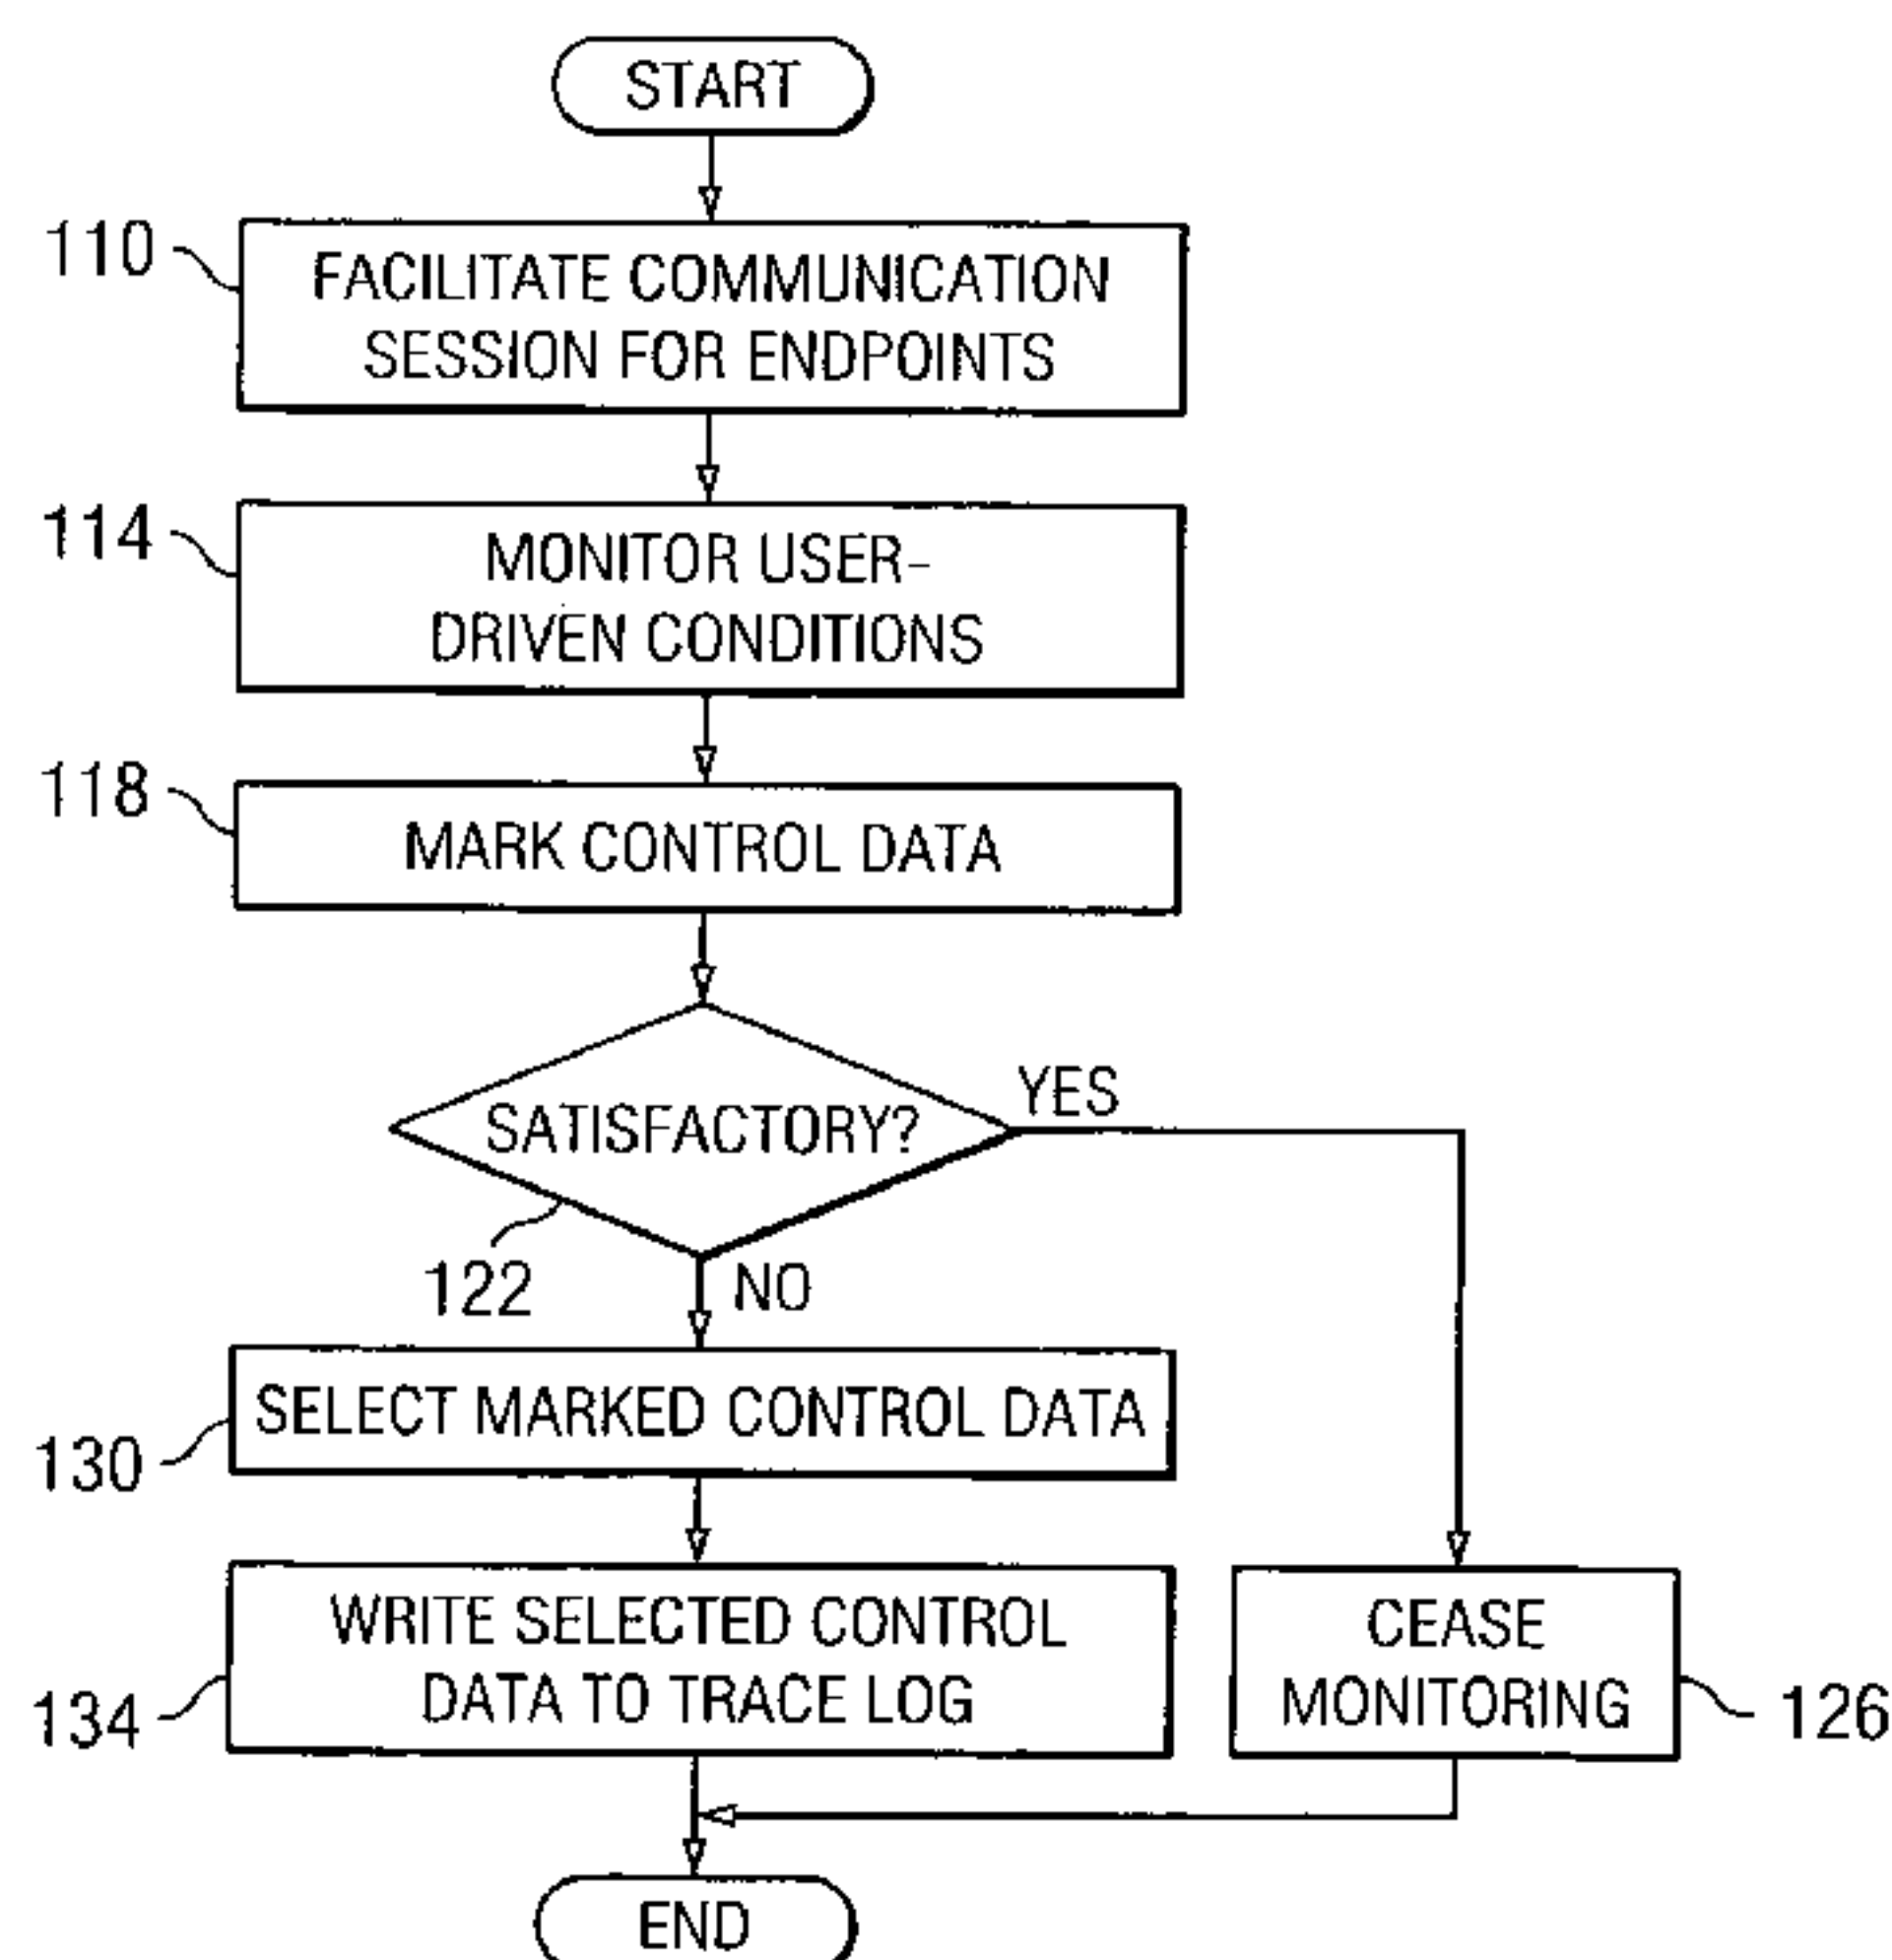 START
110
FACILITATE COMMUNICATION
SESSION FOR ENDPOINTS
114
MONITOR USER-
DRIVEN CONDITIONS
118
MARK CONTROL DATA
SATISFACTORY?
YES
122
NO
SELECT MARKED CONTROL DATA
130
WRITE SELECTED CONTROL
DATA TO TRACE LOG
134
CEASE
MONITORING
126
END